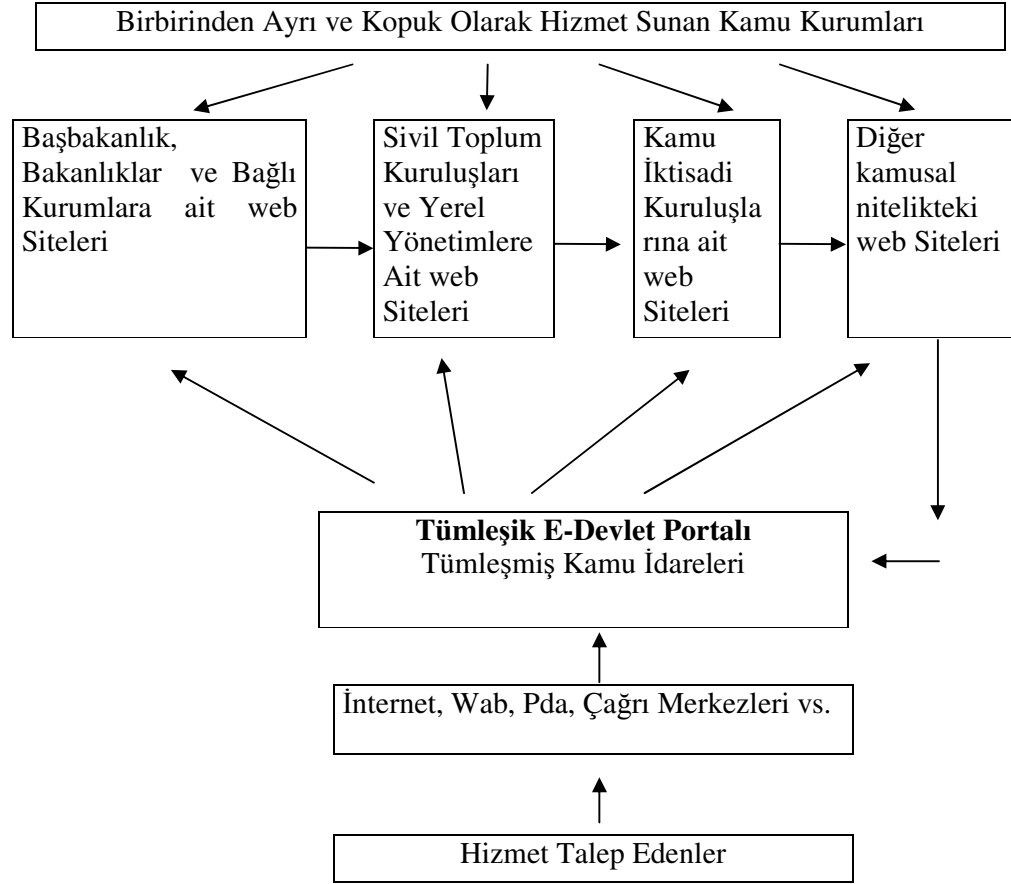 Birbirinden Ayrı ve Kopuk Olarak Hizmet Sunan Kamu Kurumları
Başbakanlık,
Bakanlıklar ve Bağlı
Kurumlara ait web
Siteleri
Sivil Toplum
Kuruluşları
ve Yerel
Yönetimlere
Ait web
Siteleri
Kamu
İktisadi
Kuruluşla
rına ait
web
Siteleri
Diğer
kamusal
nitelikteki
web Siteleri
Tümleşik E-Devlet Portalı
Tümleşmiş Kamu İdareleri
İnternet, Wab, Pda, Çağrı Merkezleri vs.
Hizmet Talep Edenler